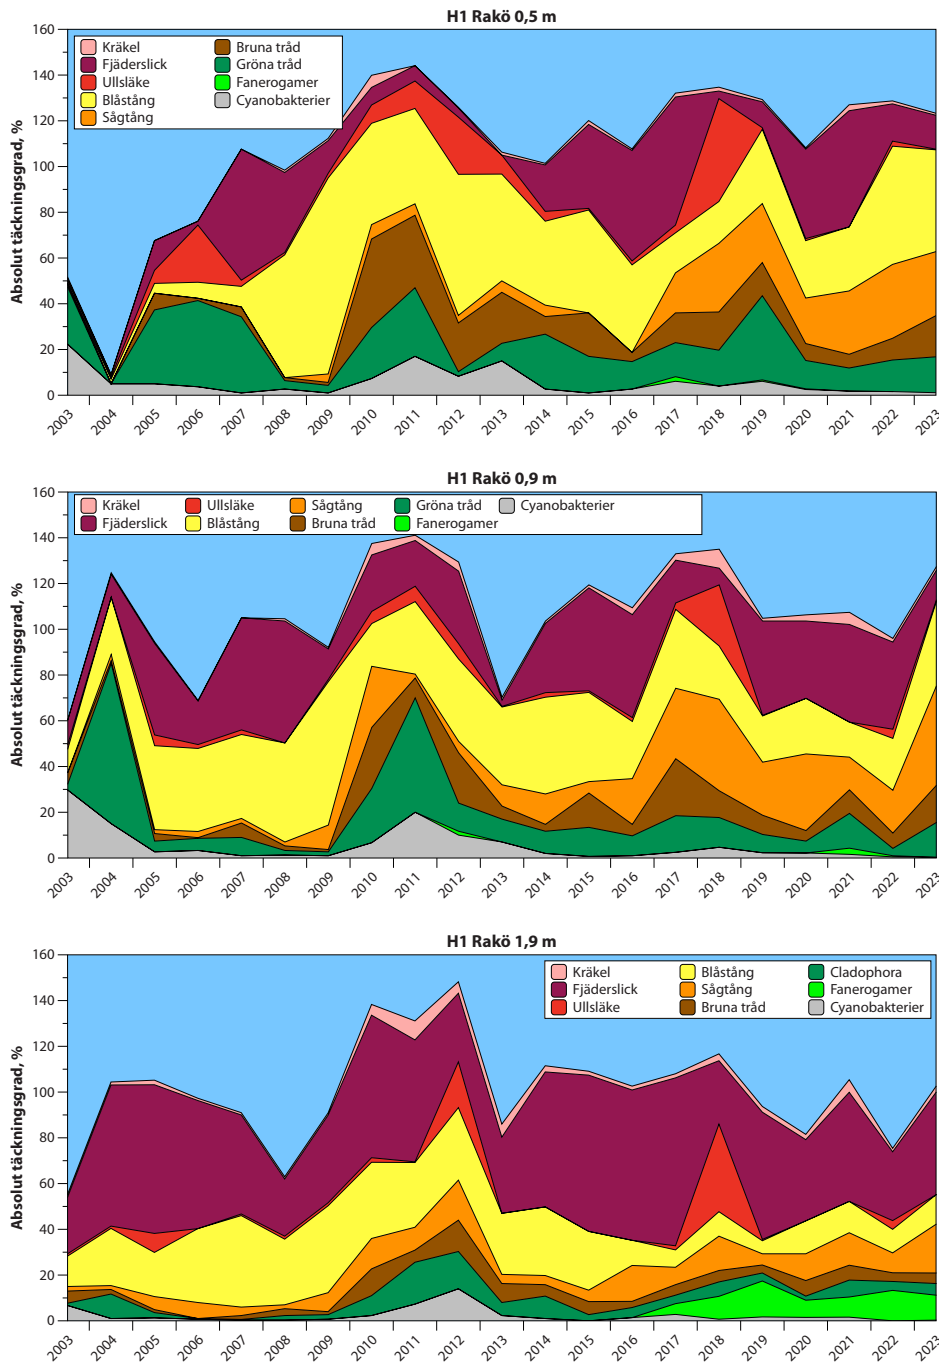 H1 Rakö 0,5 m
Absolut täckningsgrad, %
160
140
120
100
80
60
40
20
0
Kräkel
Fjäderslick
Ullsläke
Blåstång
Sågtång
Bruna tråd
Gröna tråd
Fanerogamer
Cyanobakterier
2003 2004 2005 2006 2007 2008 2009 2010 2011 2012 2013 2014 2015 2016 2017 2018 2019 2020 2021 2022 2023
H1 Rakö 0,9 m
Absolut täckningsgrad, %
160
140
120
100
80
60
40
20
0
Kräkel Ullsläke Sågtång Gröna tråd Cyanobakterier
Fjäderslick Blåstång Bruna tråd Fanerogamer
2003 2004 2005 2006 2007 2008 2009 2010 2011 2012 2013 2014 2015 2016 2017 2018 2019 2020 2021 2022 2023
H1 Rakö 1,9 m
Absolut täckningsgrad, %
160
140
120
100
80
60
40
20
0
Kräkel Blåstång Cladophora
Fjäderslick Sågtång Fanerogamer
Ullsläke Bruna tråd Cyanobakterier
2003 2004 2005 2006 2007 2008 2009 2010 2011 2012 2013 2014 2015 2016 2017 2018 2019 2020 2021 2022 2023